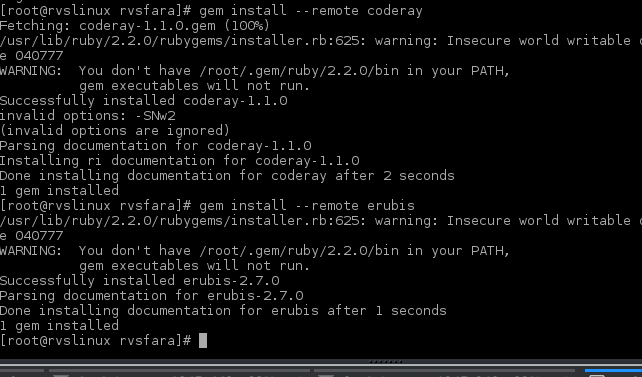 [root@rvslinux rvsfara]# gem install --remote coderay
Fetching: coderay-1.1.0.gem (100%)
/usr/lib/ruby/2.2.0/rubygems/installer.rb:625: warning: Insecure world writable
e 040777
WARNING:  You don't have /root/.gem/ruby/2.2.0/bin in your PATH,
          gem executables will not run.
Successfully installed coderay-1.1.0
invalid options: -SNw2
(invalid options are ignored)
Parsing documentation for coderay-1.1.0
Installing ri documentation for coderay-1.1.0
Done installing documentation for coderay after 2 seconds
1 gem installed
[root@rvslinux rvsfara]# gem install --remote erubis
/usr/lib/ruby/2.2.0/rubygems/installer.rb:625: warning: Insecure world writable
e 040777
WARNING:  You don't have /root/.gem/ruby/2.2.0/bin in your PATH,
          gem executables will not run.
Successfully installed erubis-2.7.0
Parsing documentation for erubis-2.7.0
Done installing documentation for erubis after 1 seconds
1 gem installed
[root@rvslinux rvsfara]#